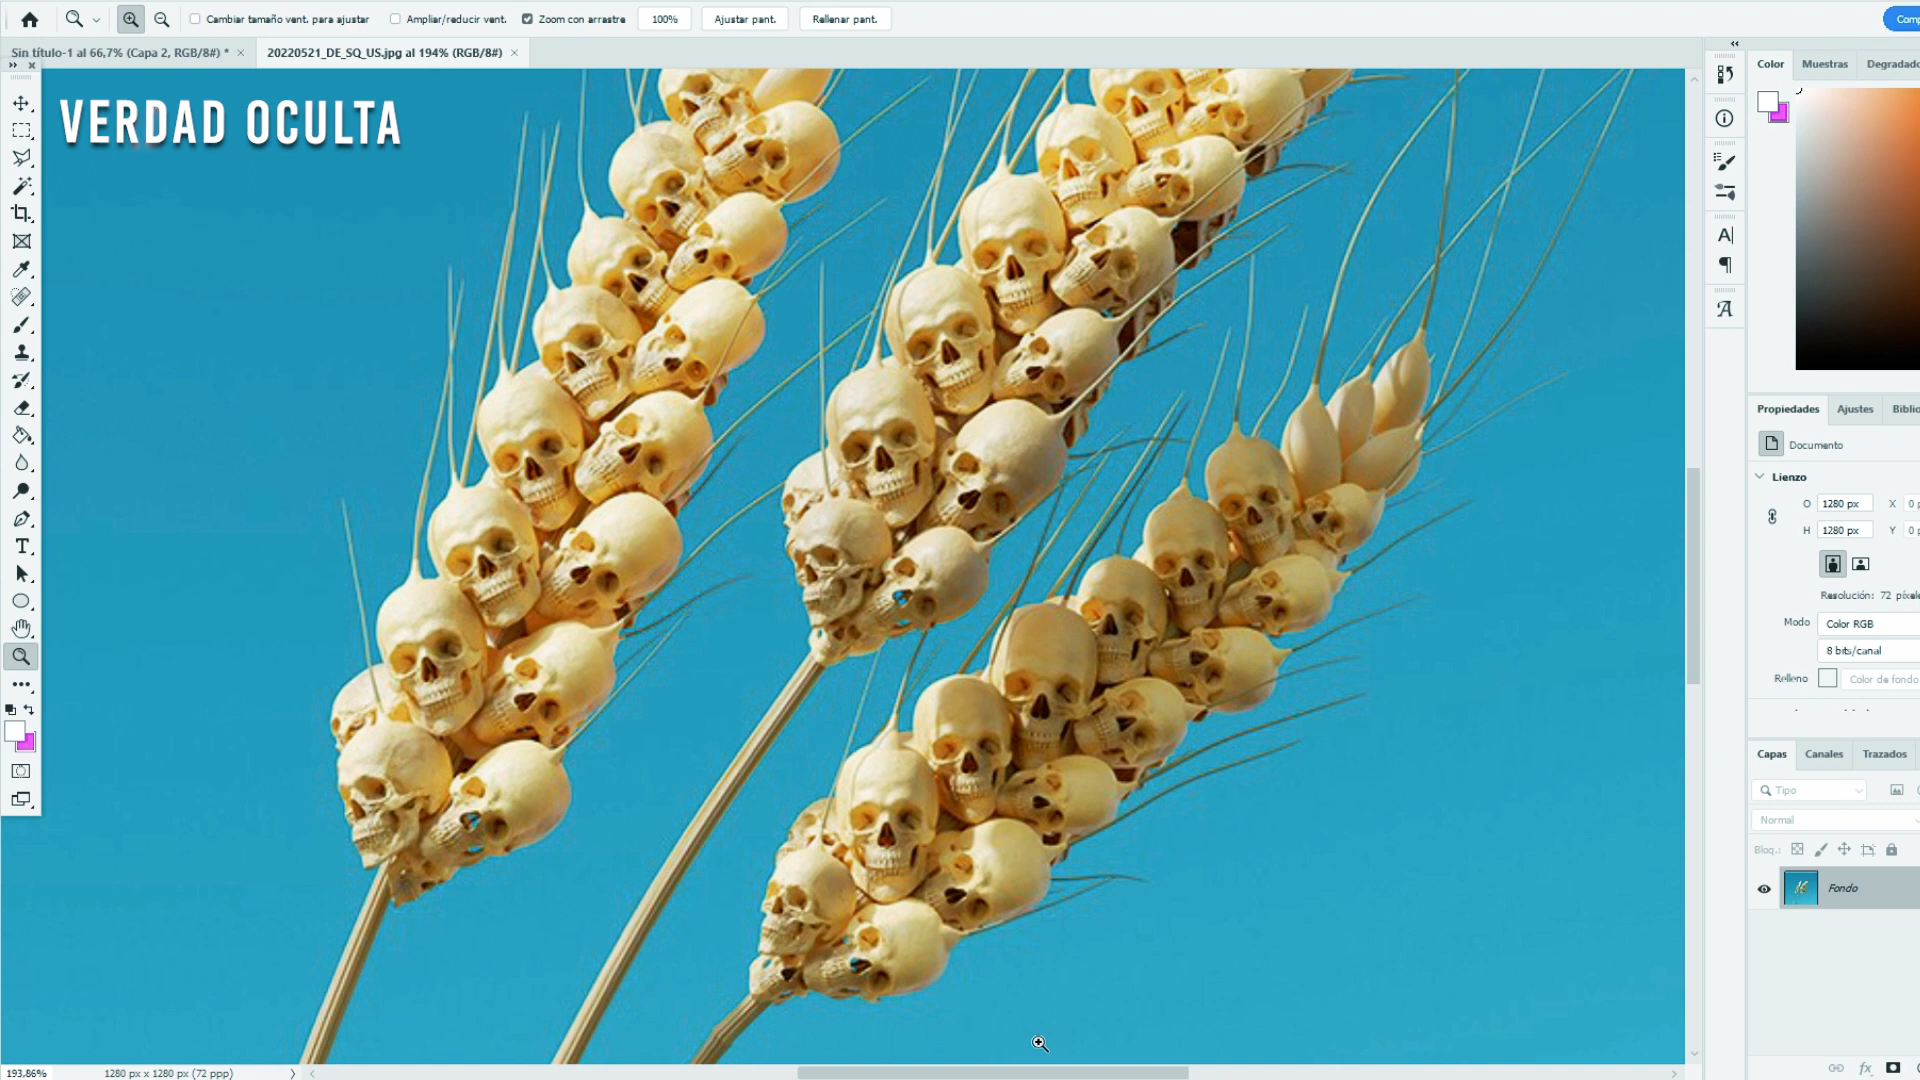 Cambiar tamaño vent. para ajustar
Ampliar/reducir vent.
Zoom con arrastre
100%
Ajustar pant.
Rellenar pant.
Sin título-1 al 66,7% (Capa 2, RGB/8#) *
20220521_DE_SQ_US.jpg al 194% (RGB/8#)
VERDAD OCULTA
Color
Muestras
Propiedades
Ajustes
Documento
Lienzo
O 1280 px X 0
H 1280 px Y 0
Resolución: 72
Modo
Color RGB
8 bits/canal
Relleno
Color de fondo
Capas
Canales
Trazados
Tipo
Normal
Bloq.:
Fondo
193,86%
1280 px x 1280 px (72 ppp)